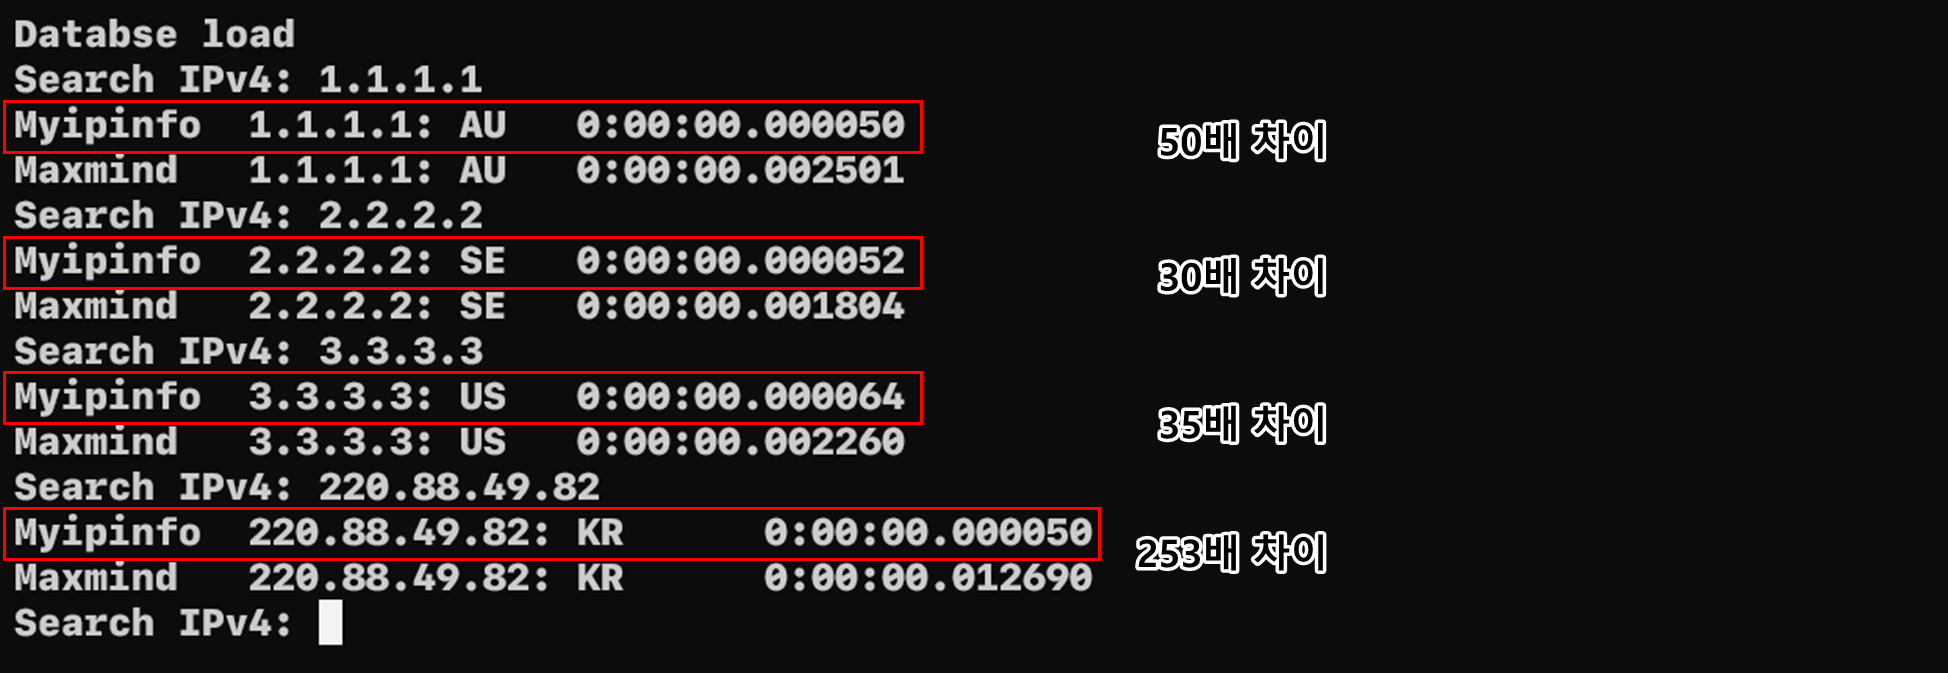 Databse load
Search IPv4: 1.1.1.1
Myipinfo  1.1.1.1: AU   0:00:00.000050
50배 차이
Maxmind   1.1.1.1: AU   0:00:00.002501
Search IPv4: 2.2.2.2
Myipinfo  2.2.2.2: SE   0:00:00.000052
30배 차이
Maxmind   2.2.2.2: SE   0:00:00.001804
Search IPv4: 3.3.3.3
Myipinfo  3.3.3.3: US   0:00:00.000064
35배 차이
Maxmind   3.3.3.3: US   0:00:00.002260
Search IPv4: 220.88.49.82
Myipinfo  220.88.49.82: KR      0:00:00.000050
253배 차이
Maxmind   220.88.49.82: KR      0:00:00.012690
Search IPv4: